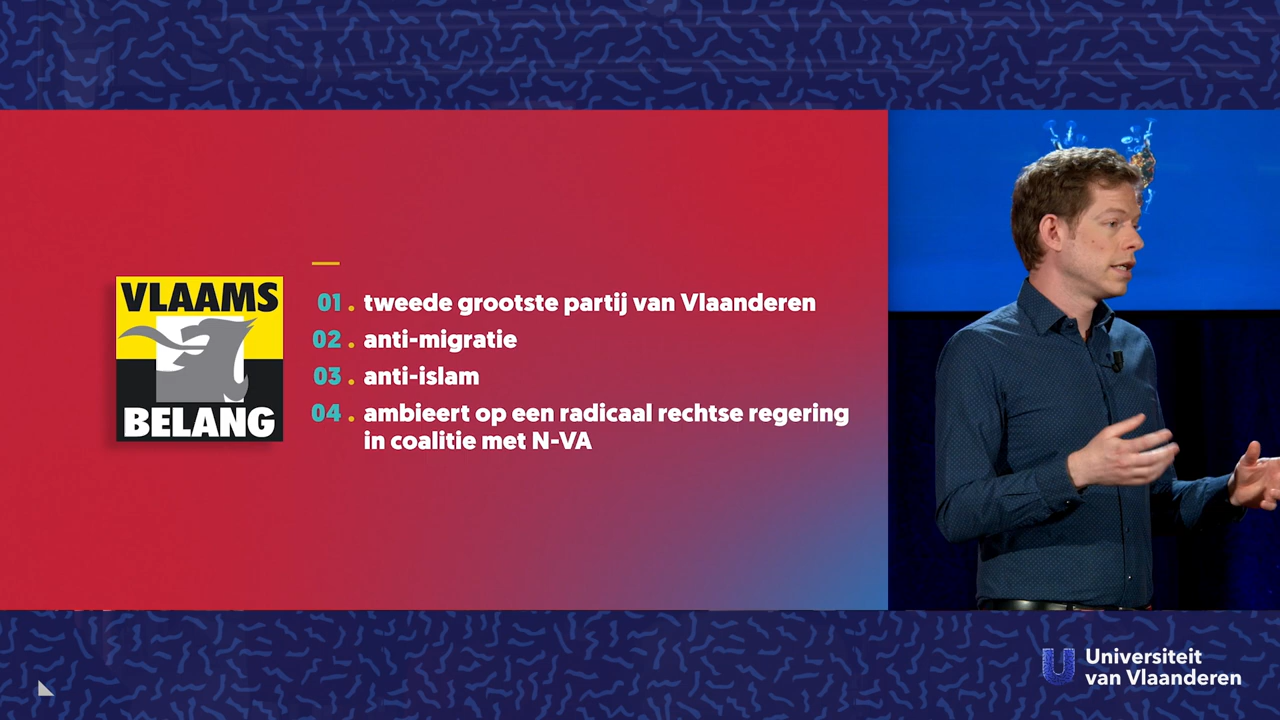 VLAAMS
BELANG
01. tweede grootste partij van Vlaanderen
02. anti-migratie
03. anti-islam
04. ambieert op een radicaal rechtse regering
in coalitie met N-VA
U Universiteit
van Vlaanderen